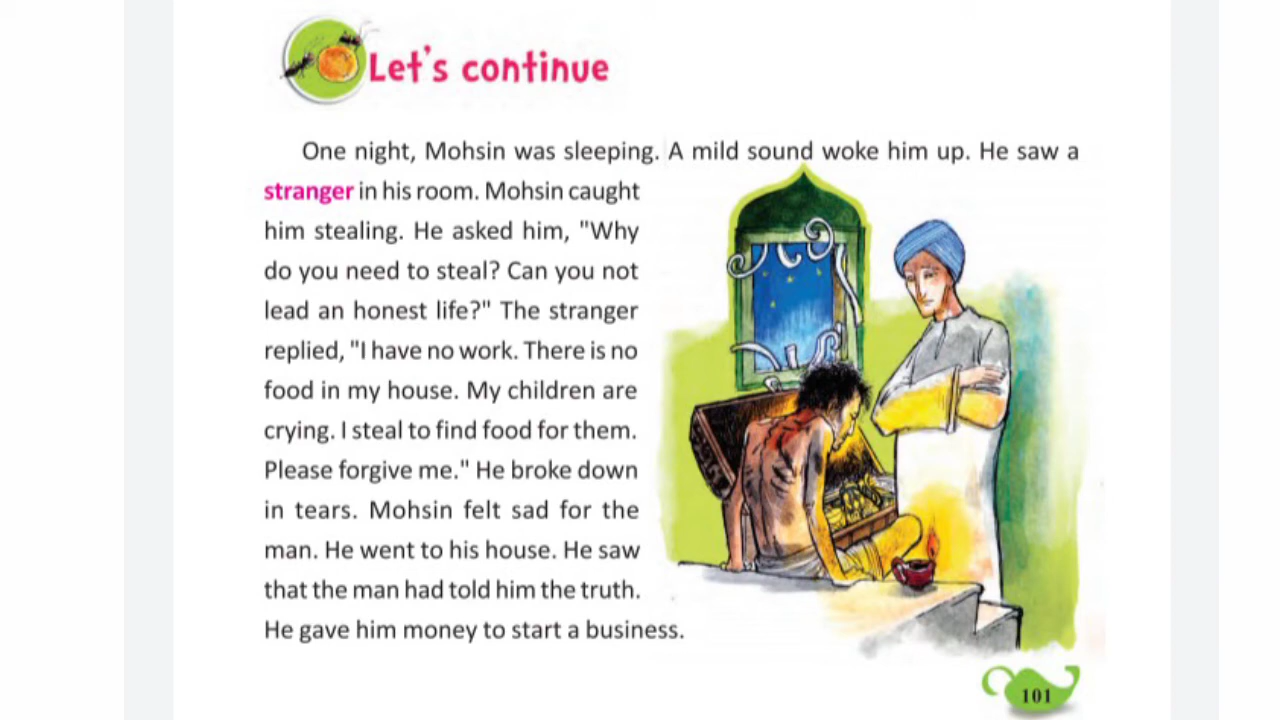 Let's continue
One night, Mohsin was sleeping. A mild sound woke him up. He saw a
stranger in his room. Mohsin caught
him stealing. He asked him, "Why
do you need to steal? Can you not
lead an honest life?" The stranger
replied, "I have no work. There is no
food in my house. My children are
crying. I steal to find food for them.
Please forgive me." He broke down
in tears. Mohsin felt sad for the
man. He went to his house. He saw
that the man had told him the truth.
He gave him money to start a business.
101